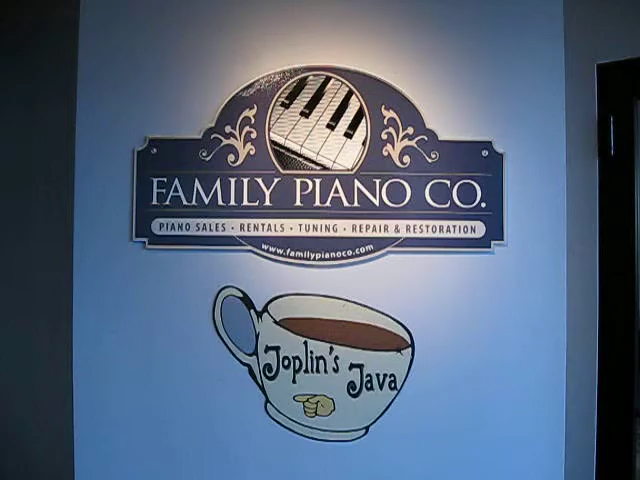 FAMILY PIANO CO.
PIANO SALES • RENTALS • TUNING • REPAIR & RESTORATION
www.familypianoco.com
Joplin's
Java